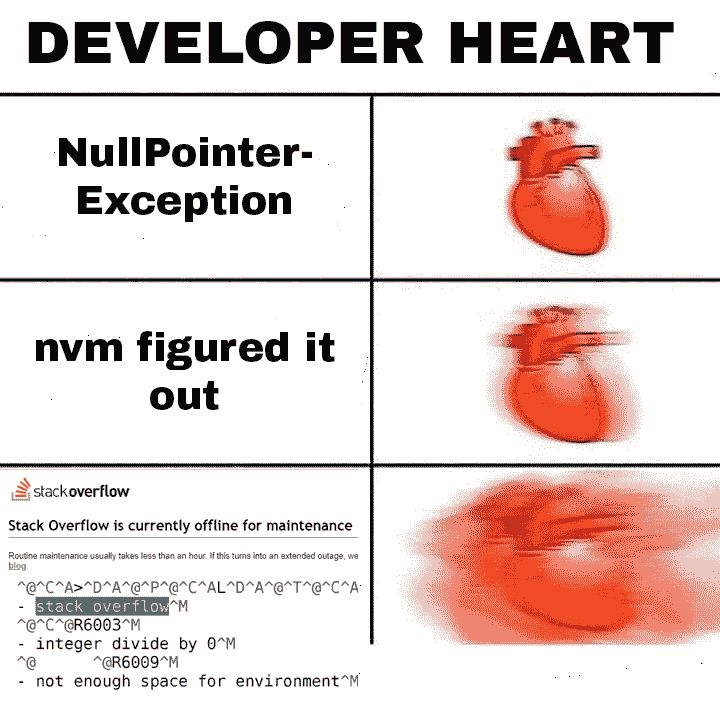 DEVELOPER HEART
NullPointer-
Exception
nvm figured it
out
stackoverflow
Stack Overflow is currently offline for maintenance
Routine maintenance usually takes less than an hour. If this turns into an extended outage, we
blog.
^@^C^A>^D^A^@^P^@^C^AL^D^A^@^T^@^C^A
- stack overflow^M
^@^C^@R6003^M
- integer divide by 0^M
^@      ^@R6009^M
- not enough space for environment^M